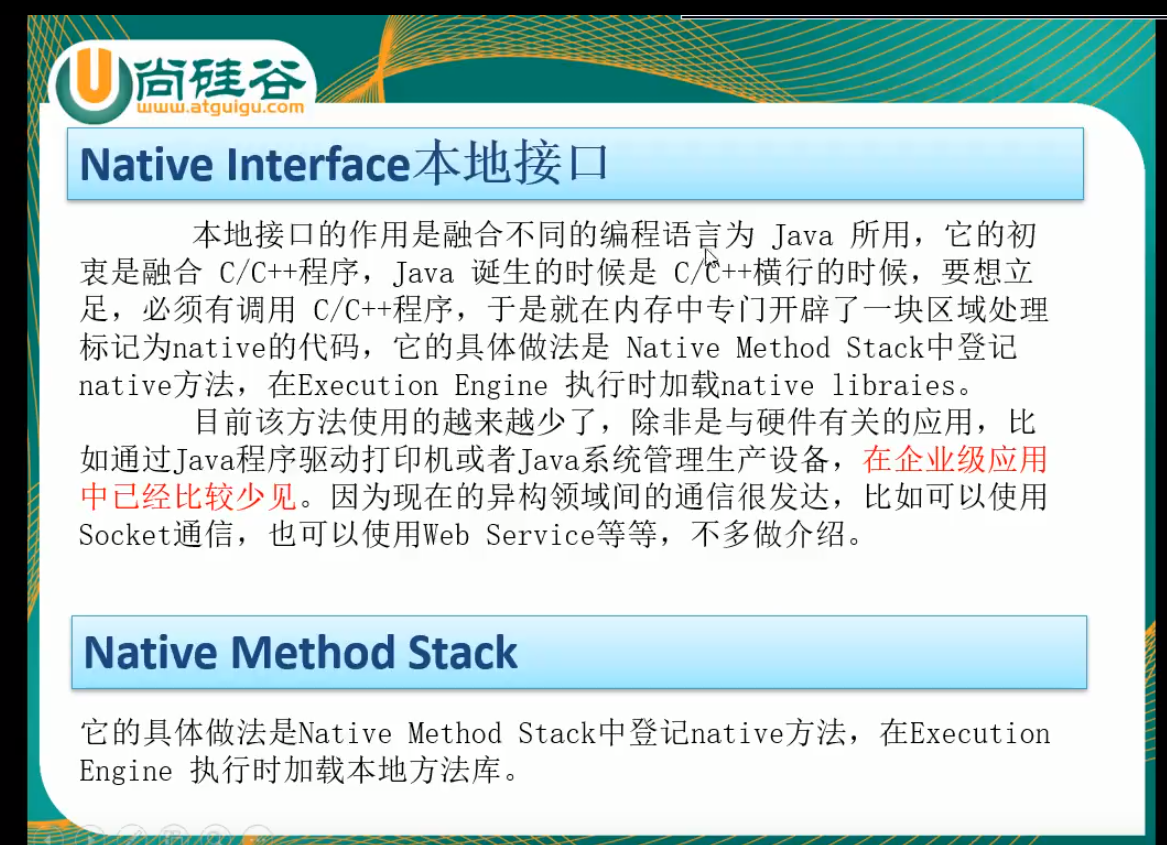 尚硅谷
www.atguigu.com
Native Interface本地接口
本地接口的作用是融合不同的编程语言为 Java 所用，它的初
衷是融合 C/C++程序，Java 诞生的时候是 C/C++横行的时候，要想立
足，必须有调用 C/C++程序，于是就在内存中专门开辟了一块区域处理
标记为native的代码，它的具体做法是 Native Method Stack中登记
native方法，在Execution Engine 执行时加载native libraies。
目前该方法使用的越来越少了，除非是与硬件有关的应用，比
如通过Java程序驱动打印机或者Java系统管理生产设备，在企业级应用
中已经比较少见。因为现在的异构领域间的通信很发达，比如可以使用
Socket通信，也可以使用Web Service等等，不多做介绍。
Native Method Stack
它的具体做法是Native Method Stack中登记native方法，在Execution
Engine 执行时加载本地方法库。